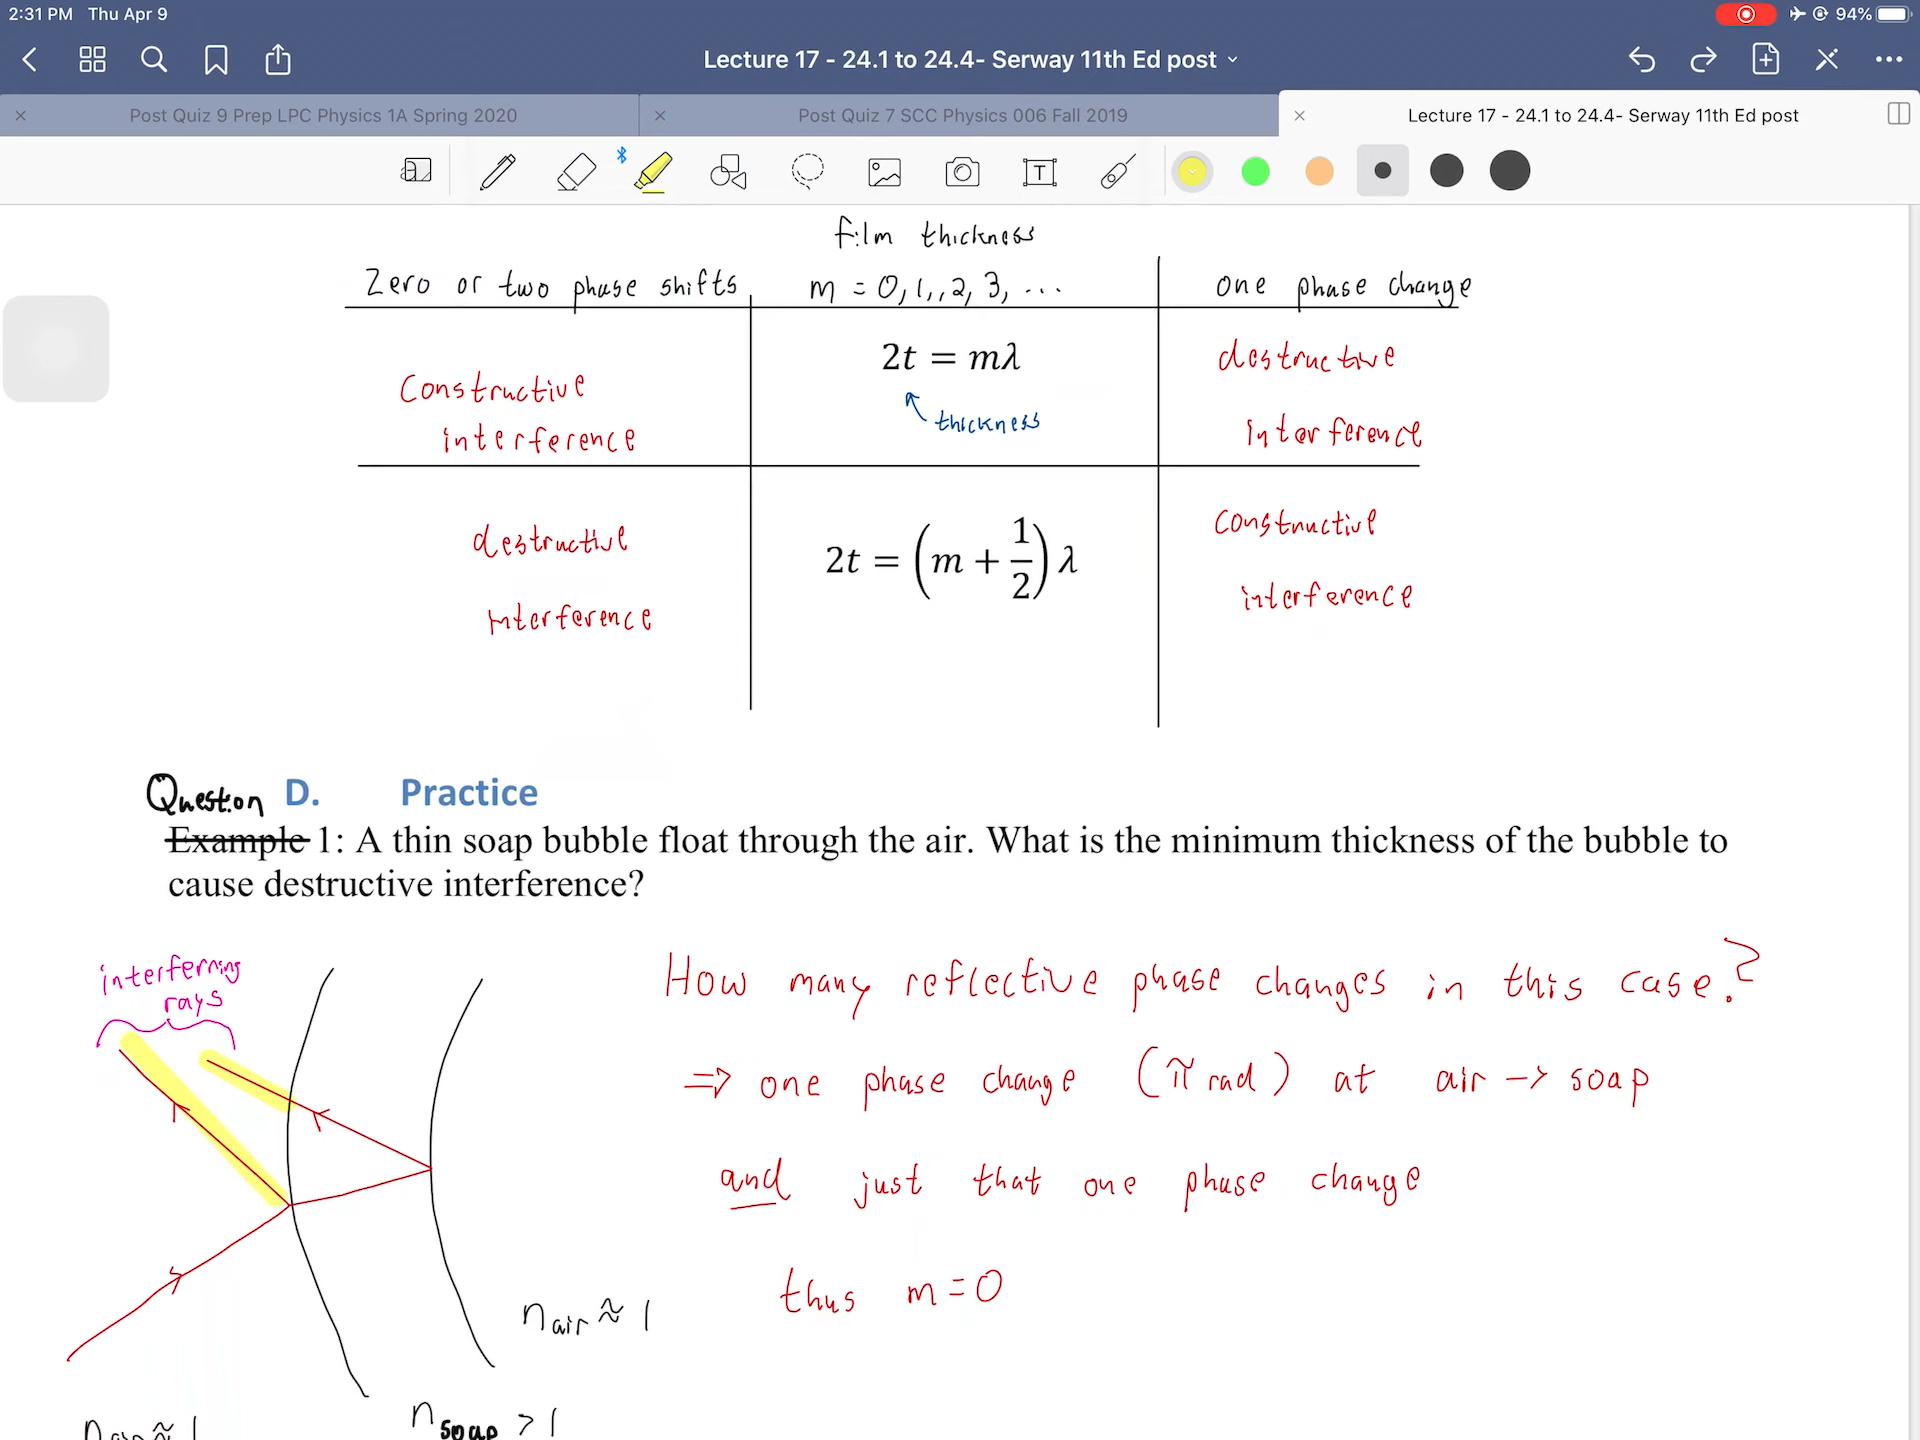 2:31 PM Thu Apr 9
94%
Lecture 17 - 24.1 to 24.4- Serway 11th Ed post
Post Quiz 9 Prep LPC Physics 1A Spring 2020
Post Quiz 7 SCC Physics 006 Fall 2019
Lecture 17 - 24.1 to 24.4- Serway 11th Ed post
film thickness
Zero or two phase shifts m = 0, 1,, 2, 3, ... one phase change
2t = mλ
Constructive interference
thickness
destructive interference
destructive interference
2t = (m + 1/2) λ
Constructive interference
Question D. Practice
Example 1: A thin soap bubble float through the air. What is the minimum thickness of the bubble to
cause destructive interference?
interferring
rays
How many reflective phase changes in this case?
⇒ one phase change (π rad) at air → soap
and just that one phase change
thus m = 0
n air ≈ 1
n soap > 1
n air ≈ 1